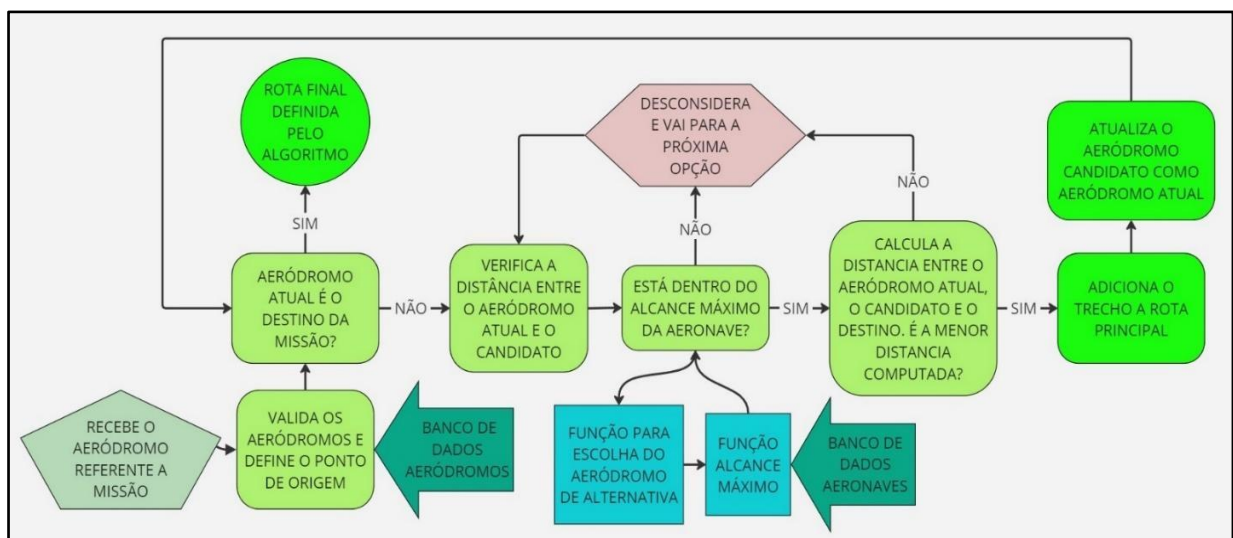 ROTA FINAL
DEFINIDA
PELO
ALGORITMO
SIM
AERÓDROMO
ATUAL É O
DESTINO DA
MISSÃO?
NÃO
RECEBE O
AERÓDROMO
REFERENTE A
MISSÃO
VALIDA OS
AERÓDROMOS E
DEFINE O PONTO
DE ORIGEM
BANCO DE
DADOS
AERÓDROMOS
VERIFICA A
DISTÂNCIA ENTRE
O AERÓDROMO
ATUAL E O
CANDIDATO
DESCONSIDERA
E VAI PARA A
PRÓXIMA
OPÇÃO
NÃO
ESTÁ DENTRO DO
ALCANCE MÁXIMO
DA AERONAVE?
SIM
FUNÇÃO PARA
ESCOLHA DO
AERÓDROMO
DE ALTERNATIVA
FUNÇÃO
ALCANCE
MÁXIMO
BANCO DE
DADOS
AERONAVES
NÃO
CALCULA A
DISTANCIA ENTRE O
AERÓDROMO ATUAL,
O CANDIDATO E O
DESTINO. É A MENOR
DISTANCIA
COMPUTADA?
SIM
ADICIONA O
TRECHO A ROTA
PRINCIPAL
ATUALIZA O
AERÓDROMO
CANDIDATO COMO
AERÓDROMO ATUAL